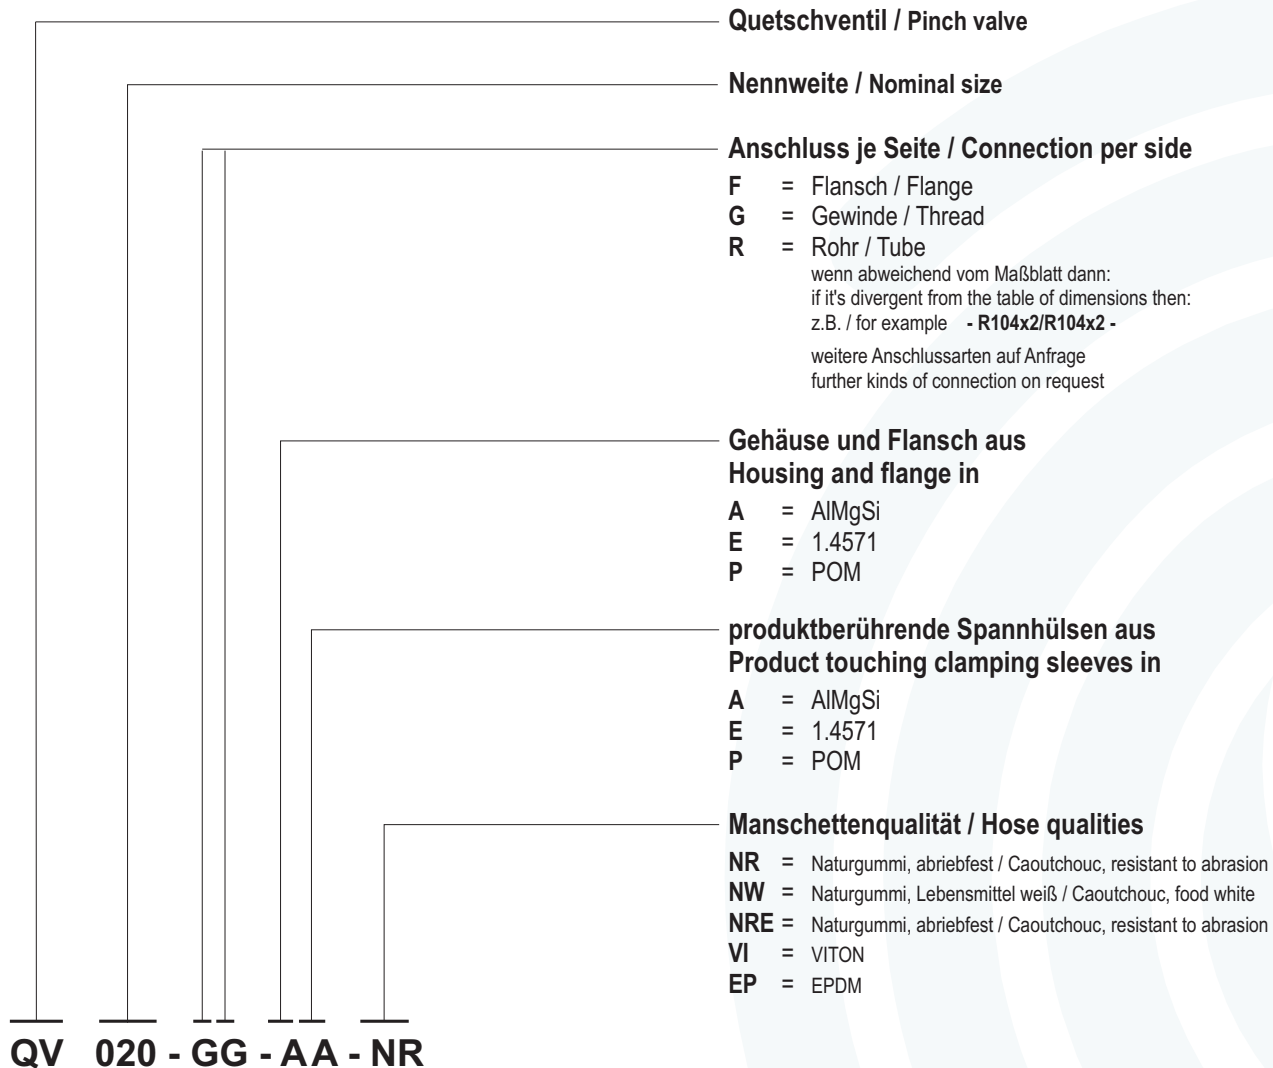 Quetschventil / Pinch valve
Nennweite / Nominal size
Anschluss je Seite / Connection per side
F = Flansch / Flange
G = Gewinde / Thread
R = Rohr / Tube
wenn abweichend vom Maßblatt dann:
if it's divergent from the table of dimensions then:
z.B. / for example - R104x2/R104x2 -
weitere Anschlussarten auf Anfrage
further kinds of connection on request
Gehäuse und Flansch aus
Housing and flange in
A = AlMgSi
E = 1.4571
P = POM
produktberührende Spannhülsen aus
Product touching clamping sleeves in
A = AlMgSi
E = 1.4571
P = POM
Manschettenqualität / Hose qualities
NR = Naturgummi, abriebfest / Caoutchouc, resistant to abrasion
NW = Naturgummi, Lebensmittel weiß / Caoutchouc, food white
NRE = Naturgummi, abriebfest / Caoutchouc, resistant to abrasion
VI = VITON
EP = EPDM
QV 020 - GG - AA - NR